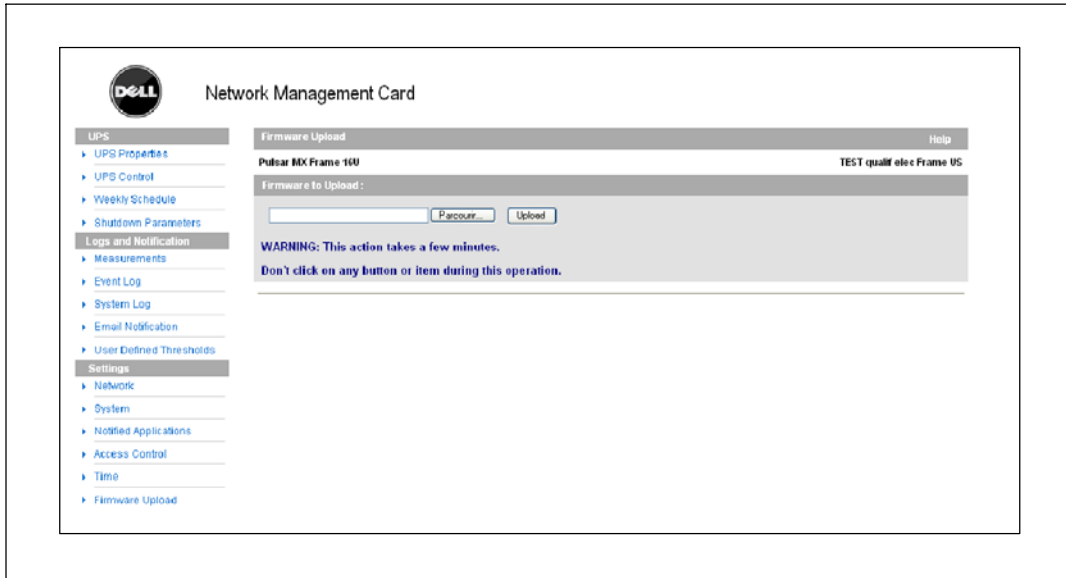 DELL
Network Management Card
UPS
UPS Properties
UPS Control
Weekly Schedule
Shutdown Parameters
Logs and Notification
Measurements
Event Log
System Log
Email Notification
User Defined Thresholds
Settings
Network
System
Notified Applications
Access Control
Time
Firmware Upload
Firmware Upload Help
Pulsar MX Frame 16U TEST qualif elec Frame US
Firmware to Upload :
Parcourir... Upload
WARNING: This action takes a few minutes.
Don't click on any button or item during this operation.